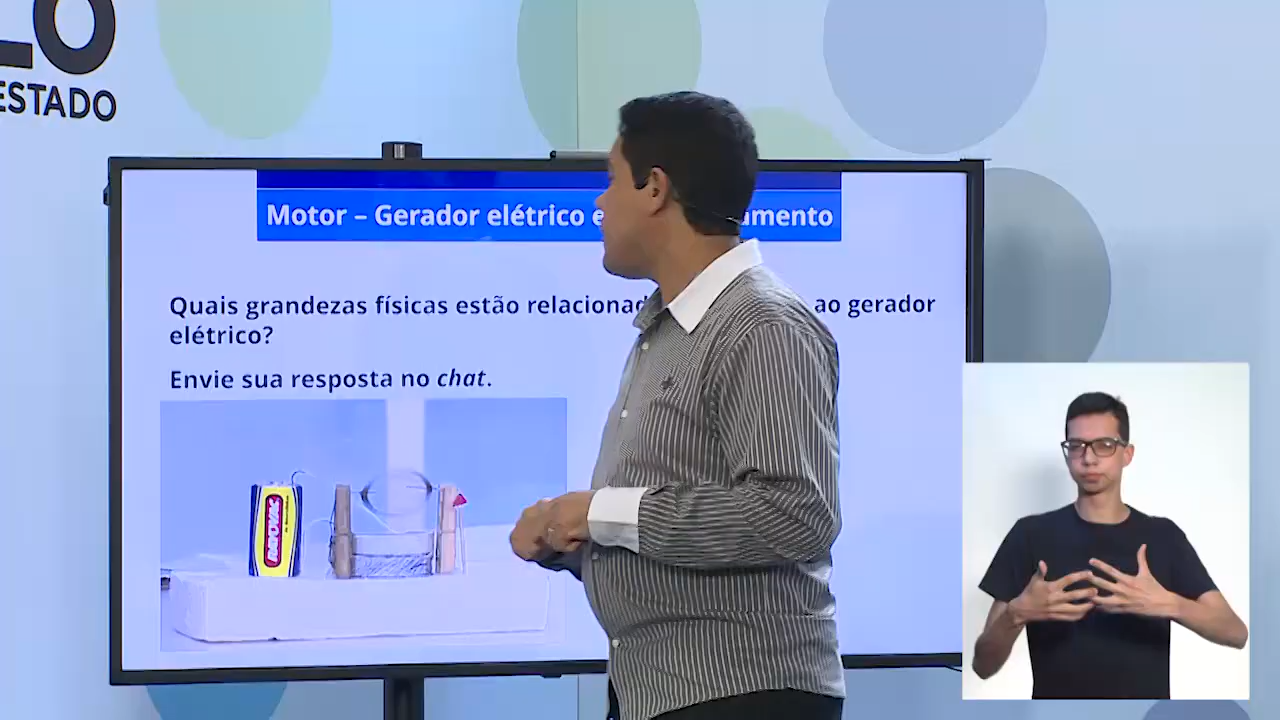 LO
ESTADO
Motor – Gerador elétrico e amento
Quais grandezas físicas estão relacionad ao gerador
elétrico?
Envie sua resposta no chat.
RAYOVAC